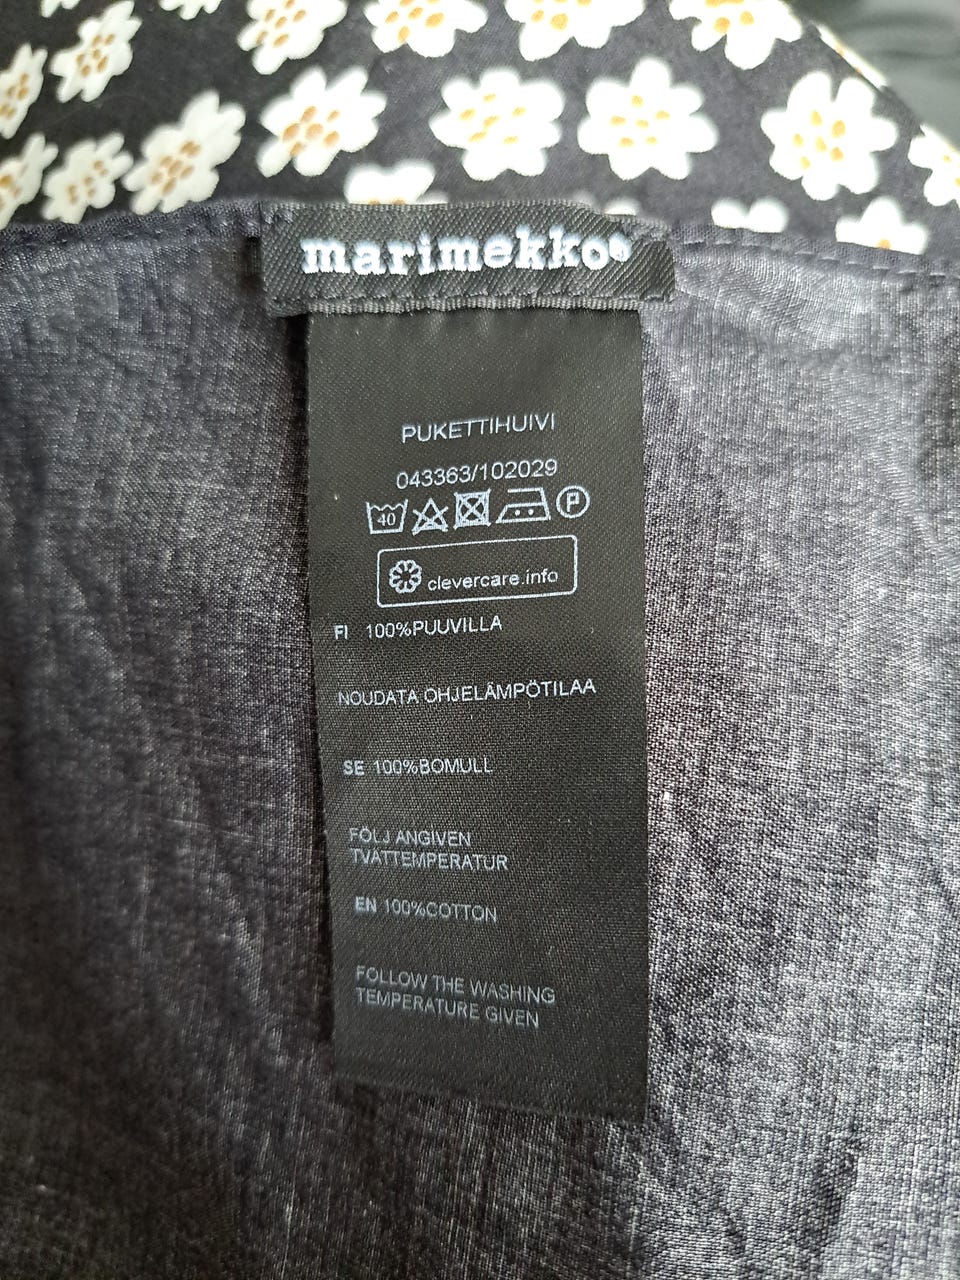 marimekko®
PUKETTIHUIVI
043363/102029
40 P
clevercare.info
FI 100%PUUVILLA
NOUDATA OHJELÄMPÖTILAA
SE 100%BOMULL
FÖLJ ANGIVEN
TVÄTTEMPERATUR
EN 100%COTTON
FOLLOW THE WASHING
TEMPERATURE GIVEN